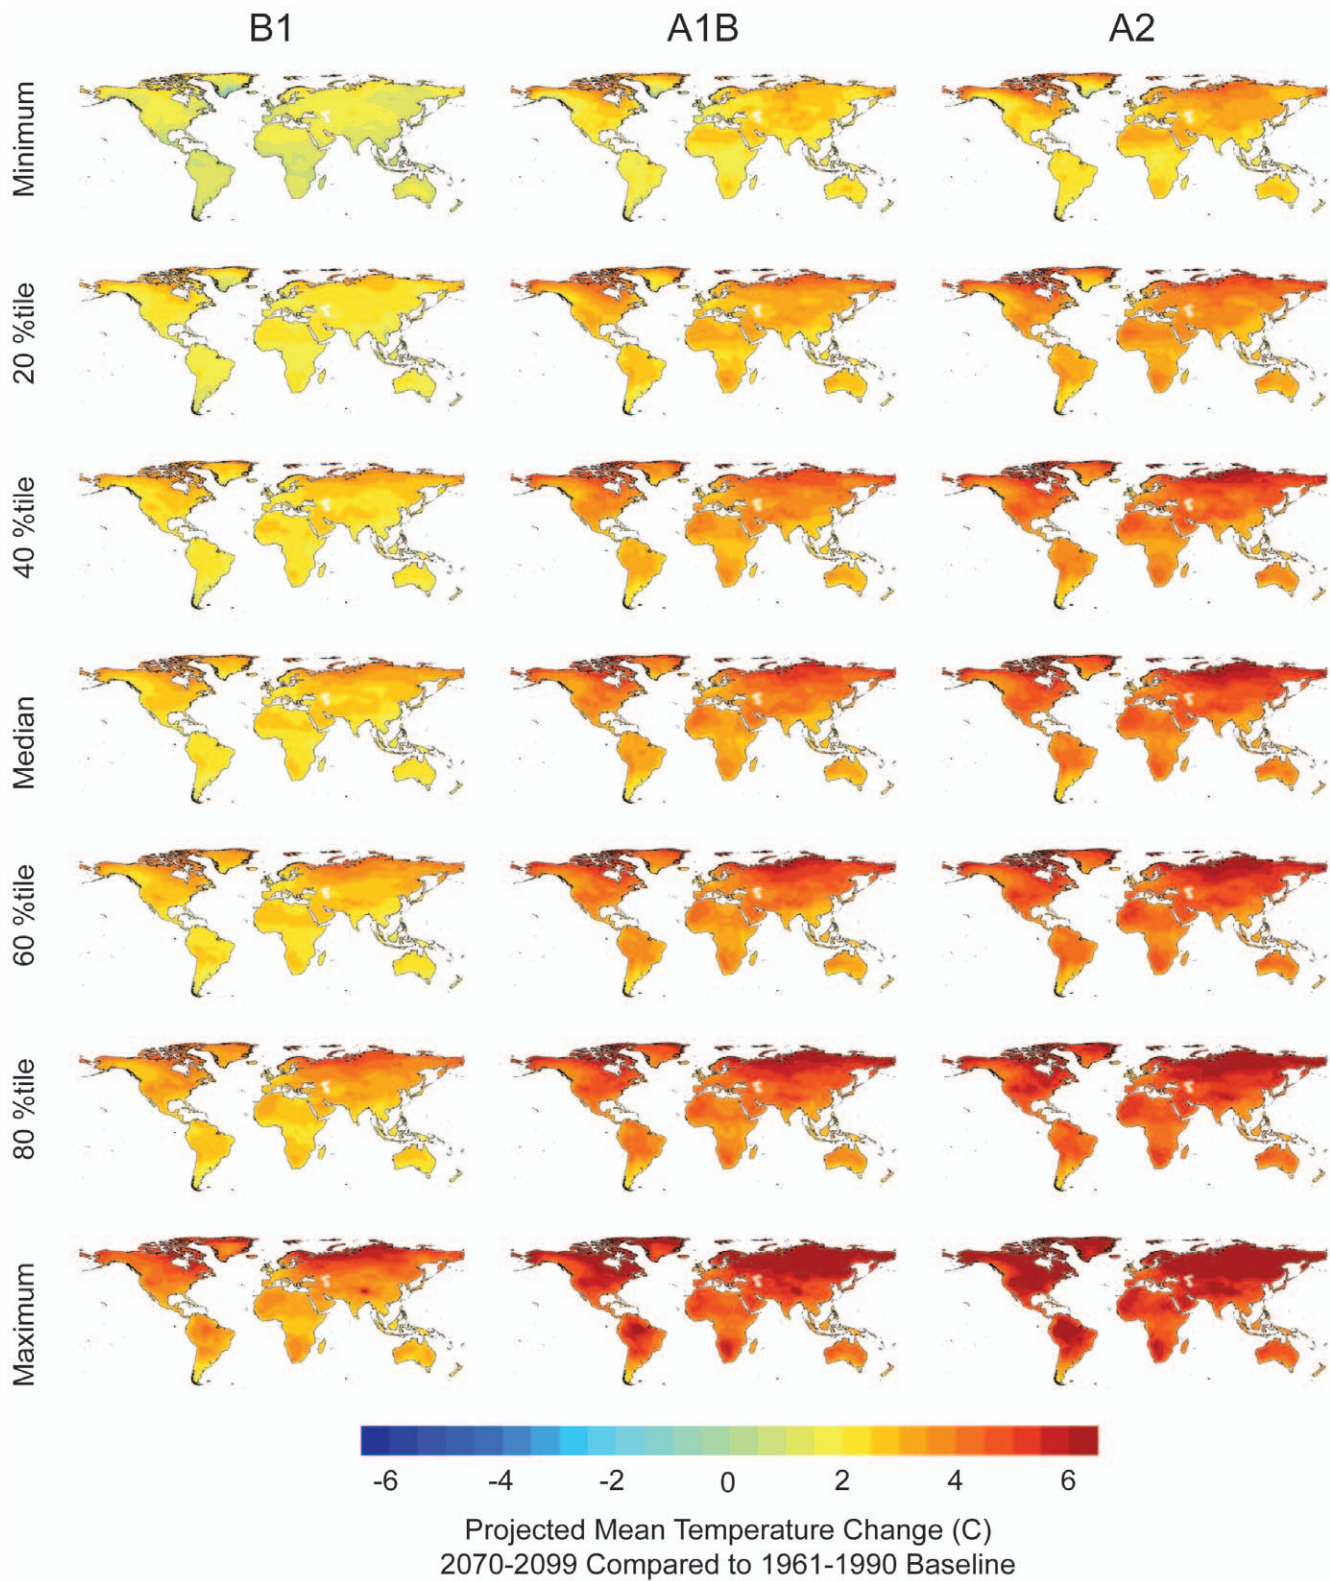 B1 A1B A2
Minimum
20 %tile
40 %tile
Median
60 %tile
80 %tile
Maximum
-6 -4 -2 0 2 4 6
Projected Mean Temperature Change (C)
2070-2099 Compared to 1961-1990 Baseline